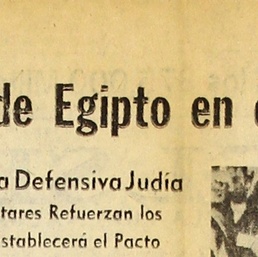 de Egipto en
a Defensiva Judía
tares Refuerzan los
stablecerá el Pacto